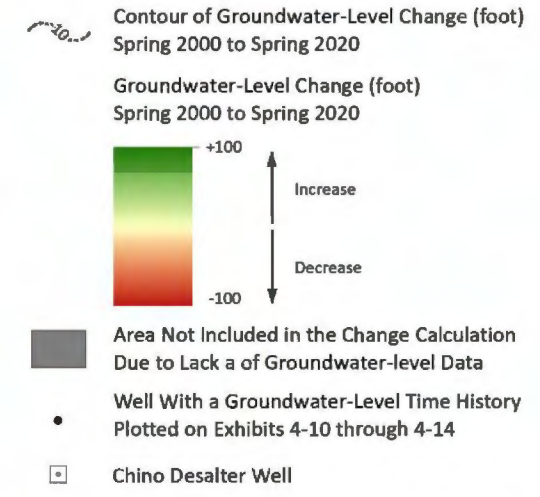 Contour of Groundwater-Level Change (foot)
10
Spring 2000 to Spring 2020
Groundwater-Level Change (foot)
Spring 2000 to Spring 2020
+100
Increase
Decrease
-100
Area Not Included in the Change Calculation
Due to Lack a of Groundwater-level Data
Well With a Groundwater-Level Time History
Plotted on Exhibits 4-10 through 4-14
Chino Desalter Well